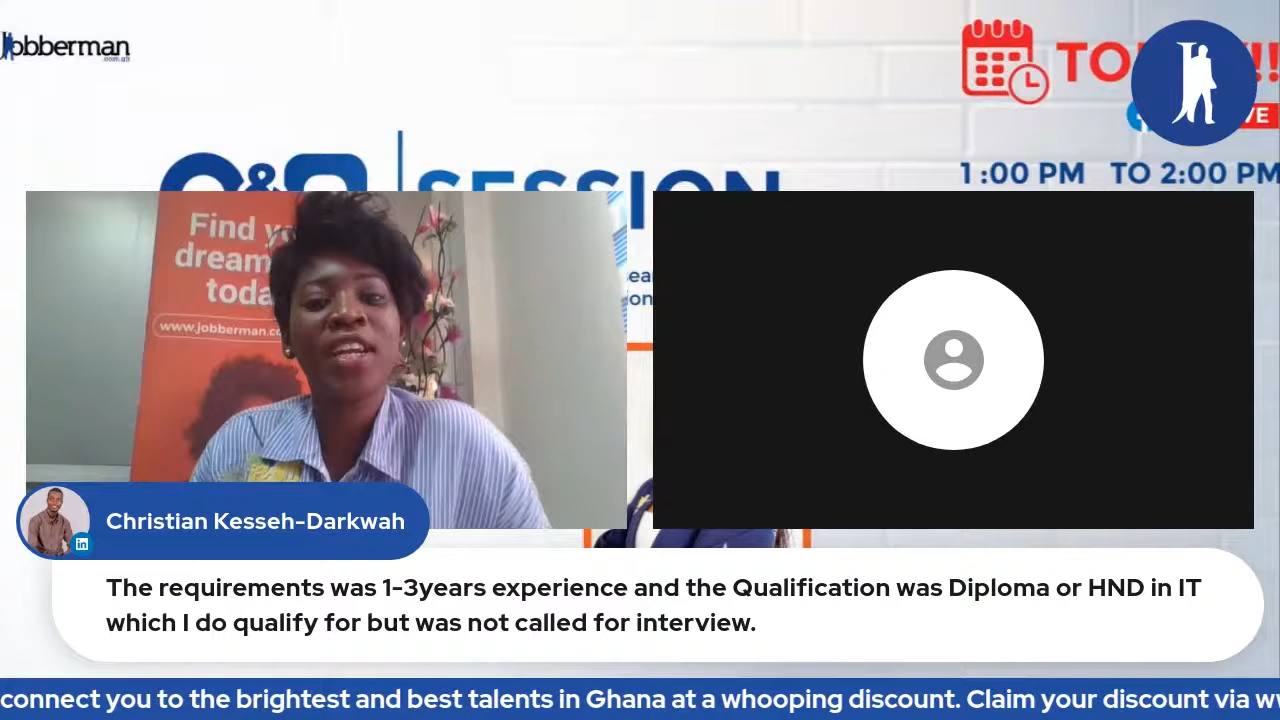 Jobberman
.com.gh
1:00 PM TO 2:00 PM
Find
dream
www.jobberman.co
Christian Kesseh-Darkwah
in
The requirements was 1-3years experience and the Qualification was Diploma or HND in IT
which I do qualify for but was not called for interview.
connect you to the brightest and best talents in Ghana at a whooping discount. Claim your discount via